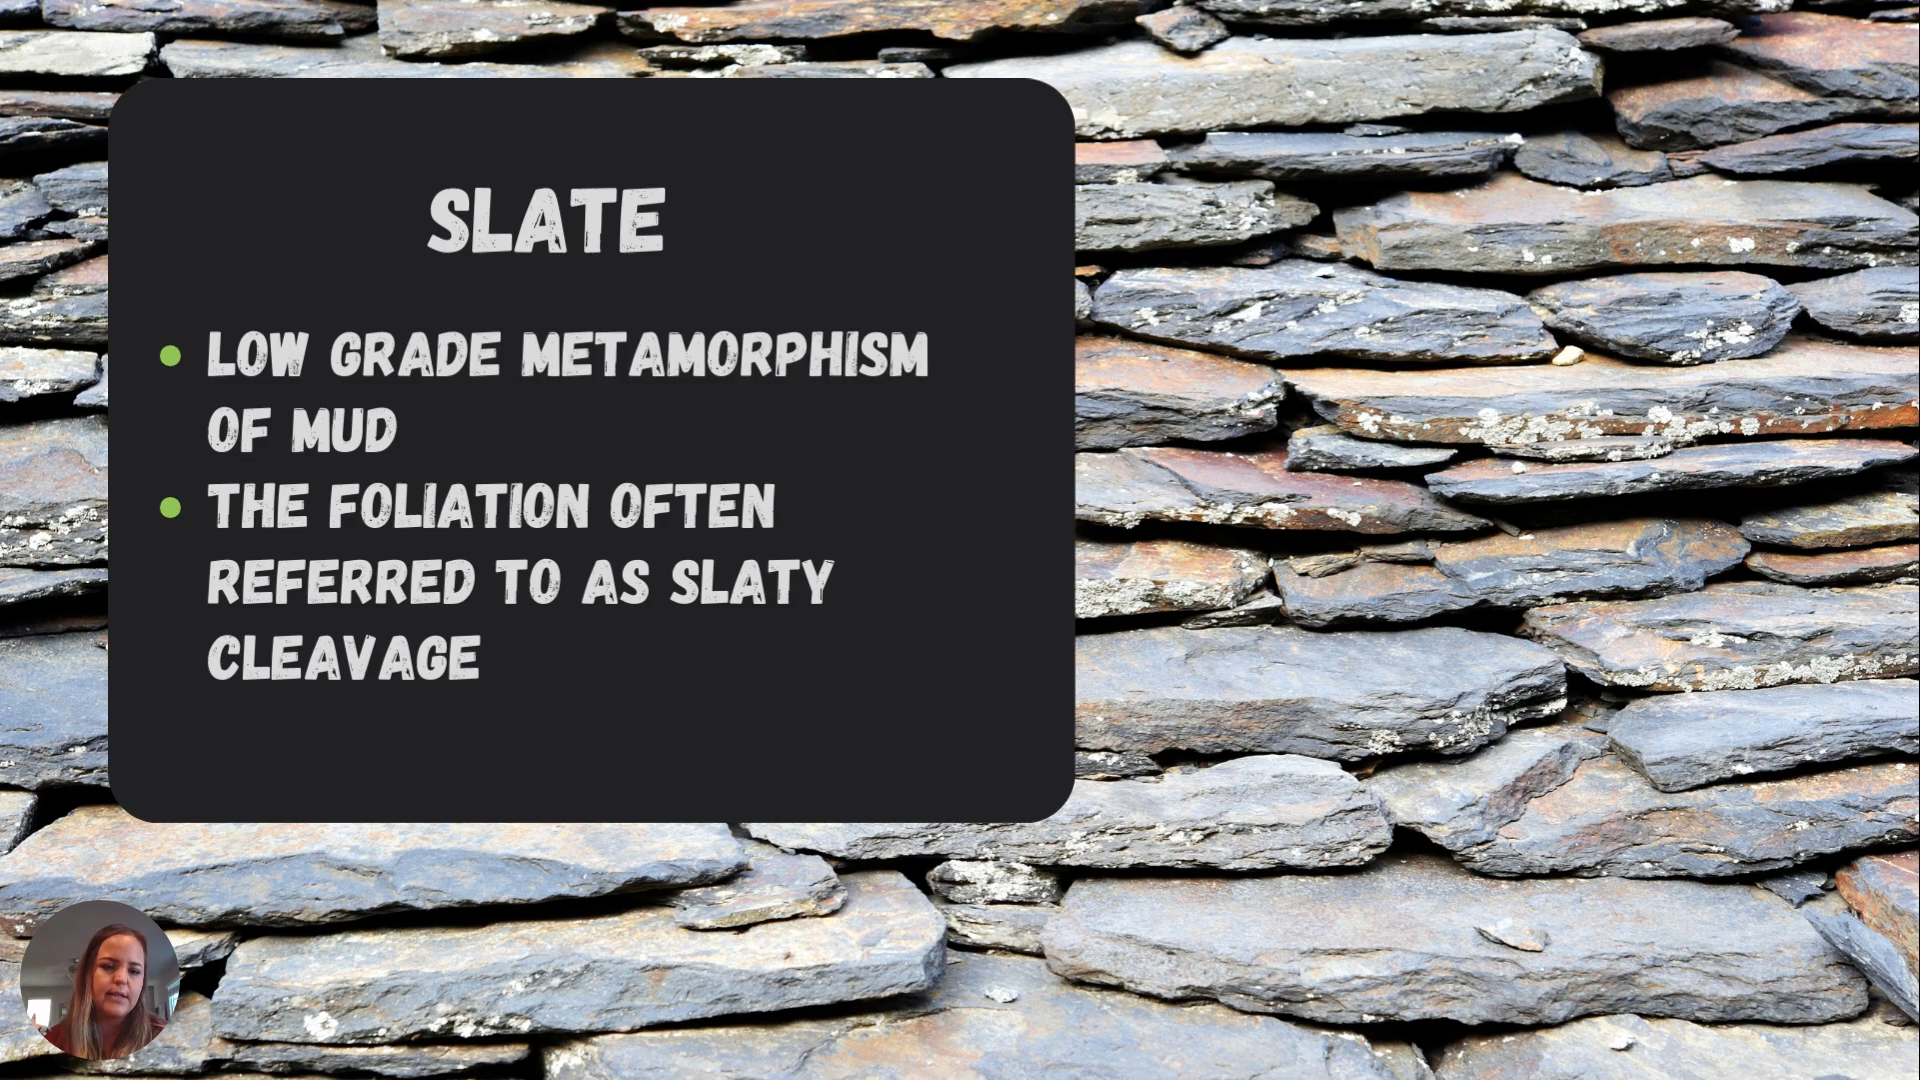 SLATE
LOW GRADE METAMORPHISM
OF MUD
THE FOLIATION OFTEN
REFERRED TO AS SLATY
CLEAVAGE